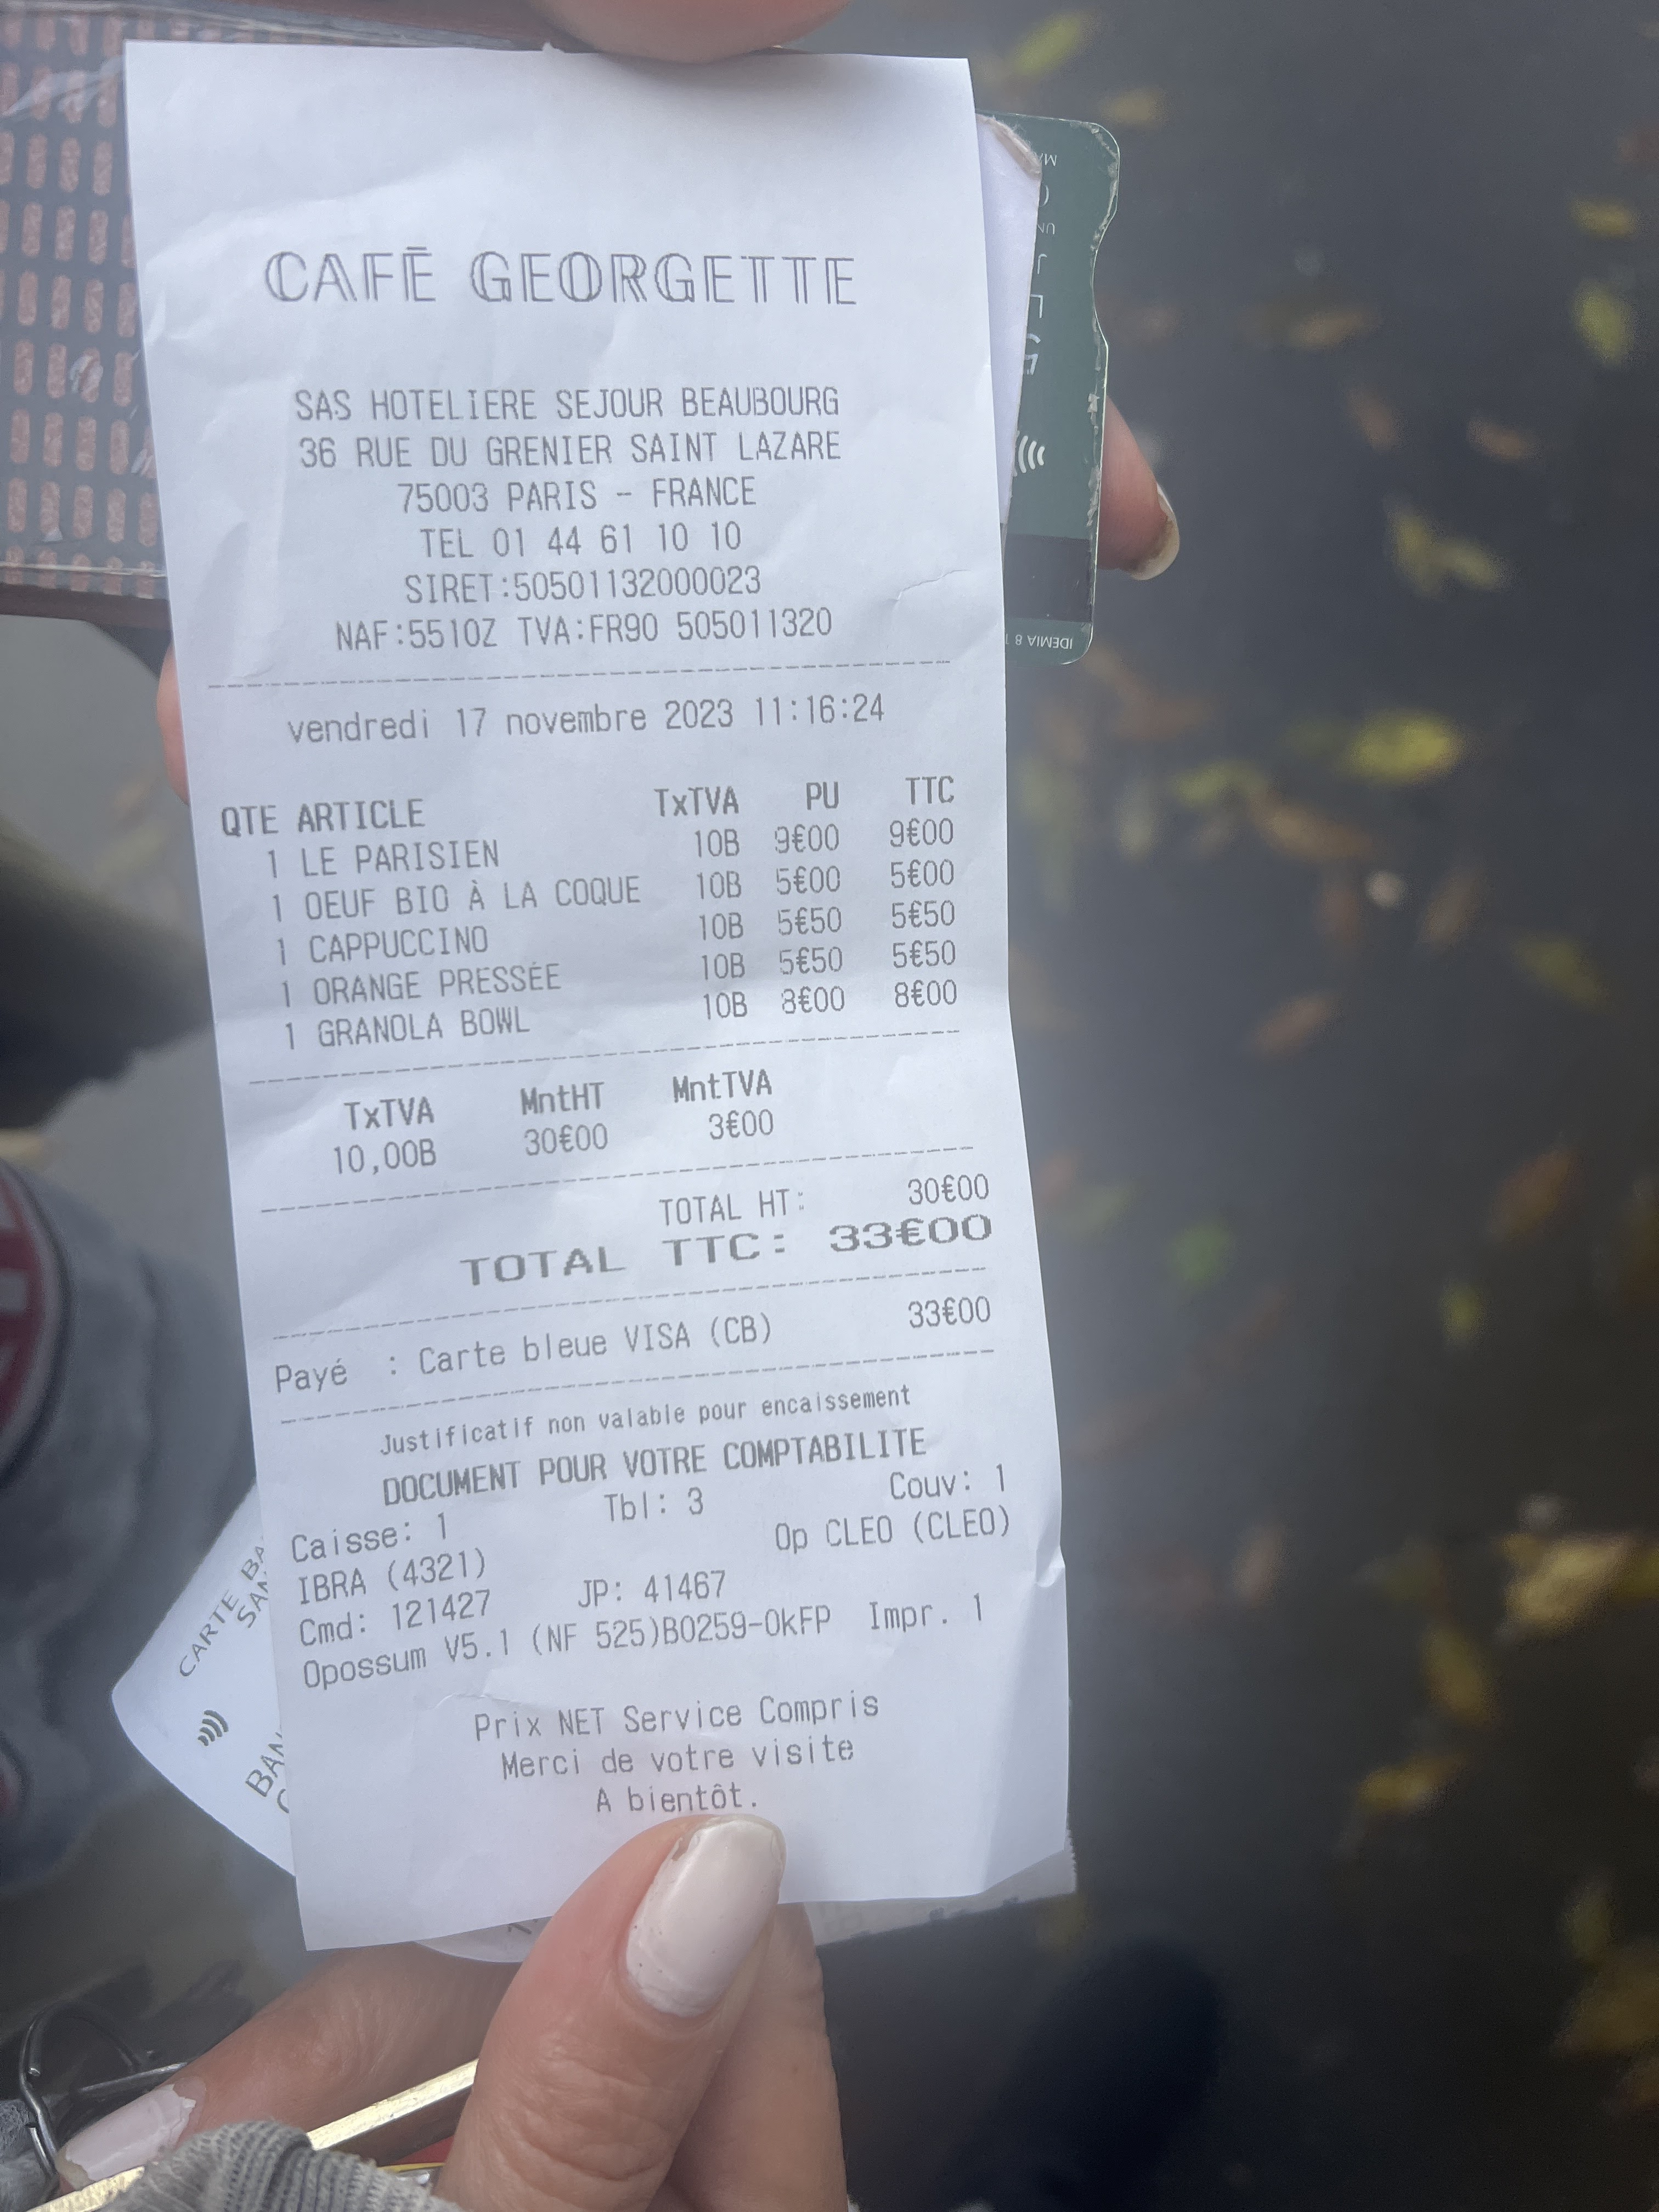 CAFÉ GEORGETTE
SAS HOTELIERE SEJOUR BEAUBOURG
36 RUE DU GRENIER SAINT LAZARE
75003 PARIS - FRANCE
TEL 01 44 61 10 10
SIRET:50501132000023
NAF:5510Z TVA:FR90 505011320
vendredi 17 novembre 2023 11:16:24
QTE ARTICLE TxTVA PU TTC
1 LE PARISIEN 10B 9€00 9€00
1 OEUF BIO À LA COQUE 10B 5€00 5€00
1 CAPPUCCINO 10B 5€50 5€50
1 ORANGE PRESSÉE 10B 5€50 5€50
1 GRANOLA BOWL 10B 8€00 8€00
TxTVA MntHT MntTVA
10,00B 30€00 3€00
TOTAL HT: 30€00
TOTAL TTC: 33€00
Payé : Carte bleue VISA (CB) 33€00
Justificatif non valable pour encaissement
DOCUMENT POUR VOTRE COMPTABILITE
Caisse: 1 Tbl: 3 Couv: 1
IBRA (4321) Op CLEO (CLEO)
Cmd: 121427 JP: 41467
Opossum V5.1 (NF 525)B0259-OkFP Impr. 1
Prix NET Service Compris
Merci de votre visite
A bientôt.
CARTE BA
SAN
BAN
IDEMIA 8